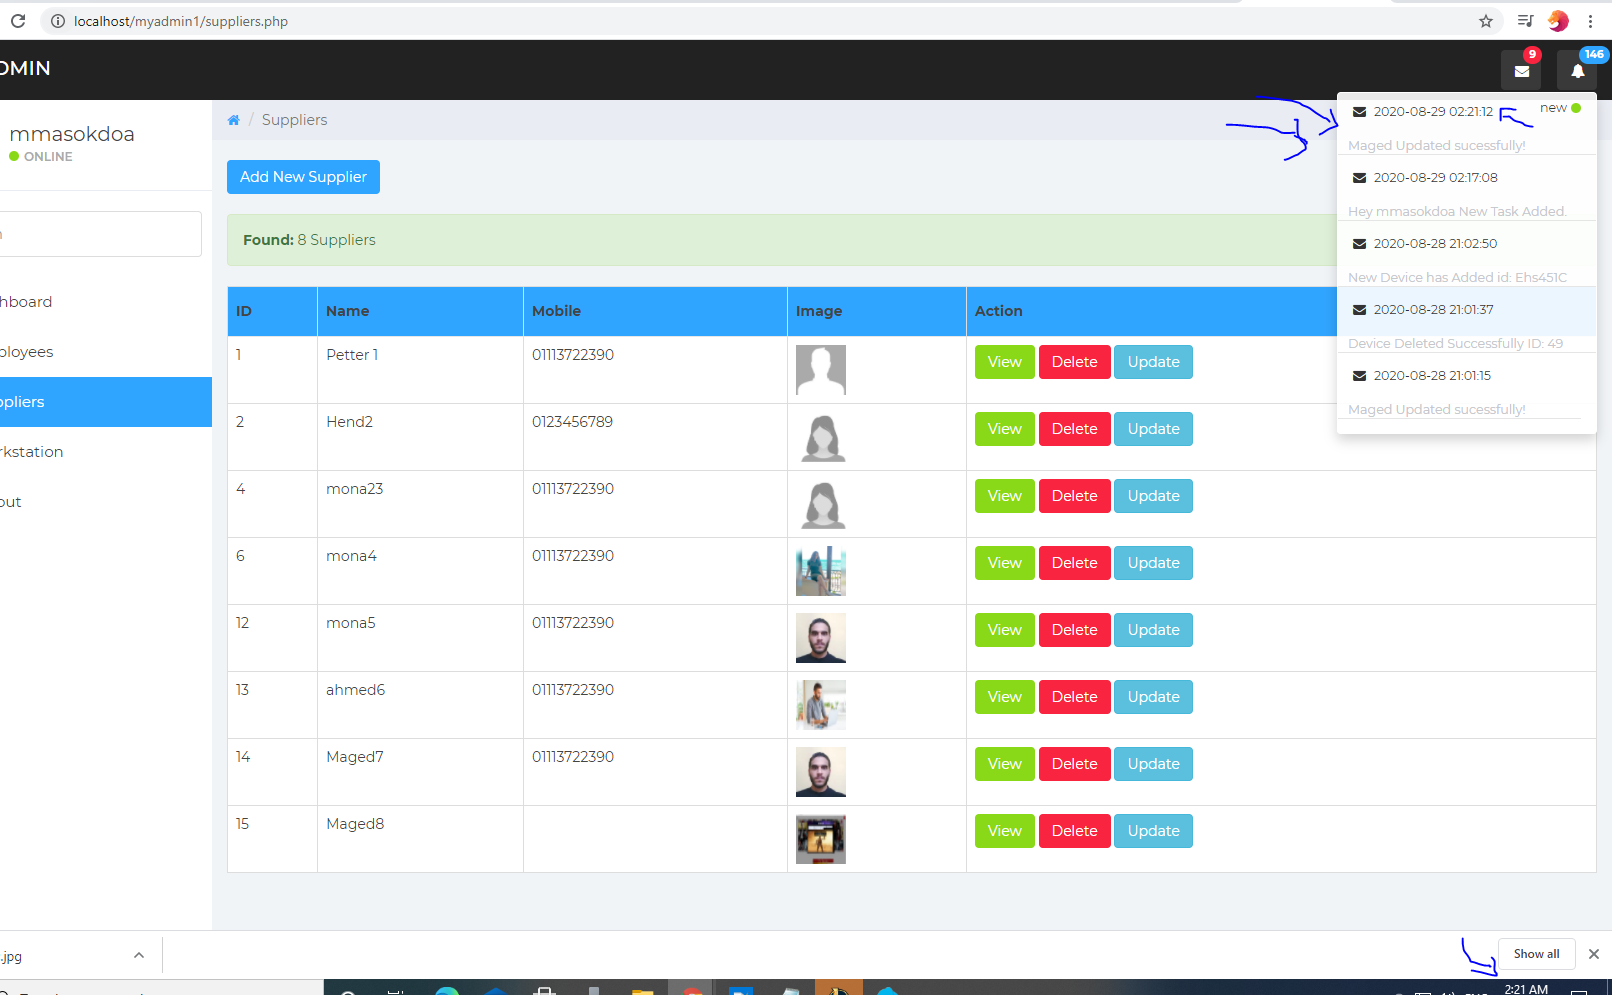 localhost/myadmin1/suppliers.php
DMIN
9
146
mmasokdoa
ONLINE
Suppliers
Add New Supplier
Found: 8 Suppliers
2020-08-29 02:21:12 new
Maged Updated sucessfully!
2020-08-29 02:17:08
Hey mmasokdoa New Task Added.
2020-08-28 21:02:50
New Device has Added id: Ehs451C
2020-08-28 21:01:37
Device Deleted Successfully ID: 49
2020-08-28 21:01:15
Maged Updated sucessfully!
hboard
ployees
ppliers
rkstation
out
ID Name Mobile Image Action
1 Petter 1 01113722390 View Delete Update
2 Hend2 0123456789 View Delete Update
4 mona23 01113722390 View Delete Update
6 mona4 01113722390 View Delete Update
12 mona5 01113722390 View Delete Update
13 ahmed6 01113722390 View Delete Update
14 Maged7 01113722390 View Delete Update
15 Maged8 View Delete Update
.jpg
Show all
2:21 AM